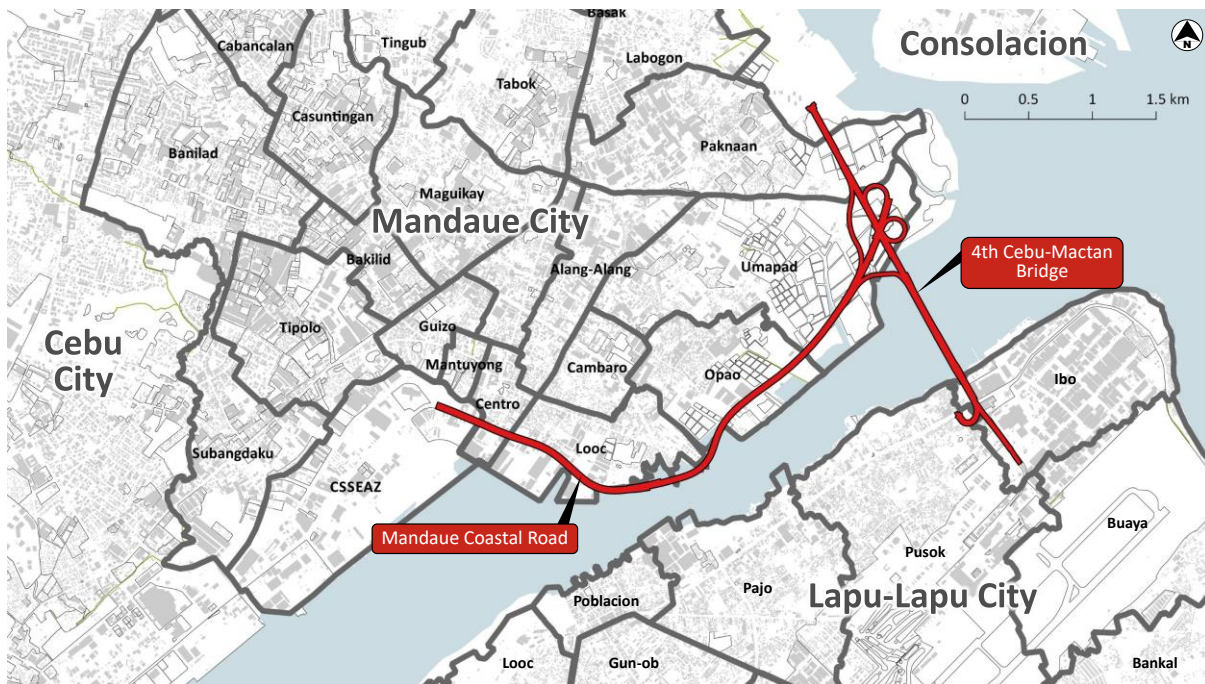 Basak
Consolacion
N
Cabancalan
Tingub
Labogon
Tabok
0 0.5 1 1.5 km
Casuntingan
Banilad
Paknaan
Maguikay
Mandaue City
4th Cebu-Mactan
Bridge
Bakilid
Alang-Alang
Umapad
Cebu
City
Tipolo
Guizo
Mantuyong
Cambaro
Opao
Ibo
Centro
Subangdaku
Looc
CSSEAZ
Mandaue Coastal Road
Buaya
Pusok
Pajo
Lapu-Lapu City
Poblacion
Looc
Gun-ob
Bankal